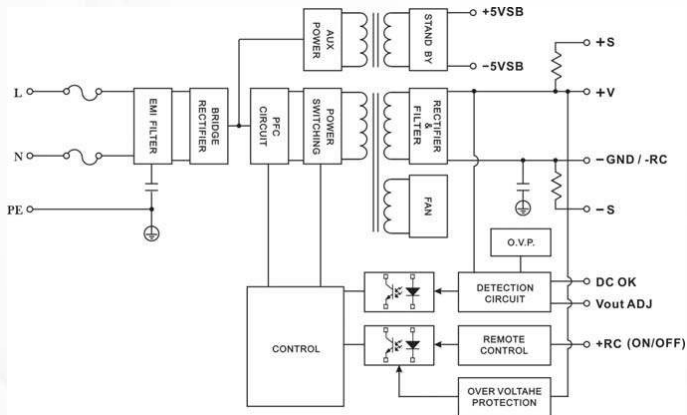 +5VSB
AUX
POWER
STAND BY
-5VSB
+S
L
EMI FILTER
BRIDGE
RECTIFIER
PFC
CIRCUIT
POWER
SWITCHING
RECTIFIER
&
FILTER
+V
N
-GND / -RC
PE
FAN
-S
O.V.P.
DETECTION
CIRCUIT
DC OK
Vout ADJ
CONTROL
REMOTE
CONTROL
+RC (ON/OFF)
OVER VOLTAHE
PROTECTION